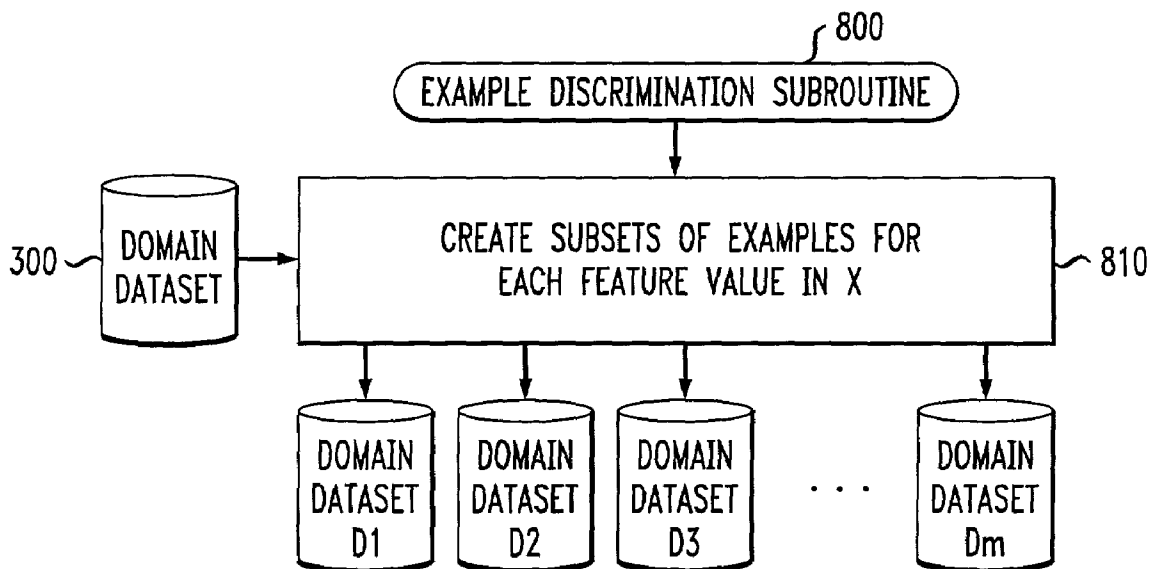 800
EXAMPLE DISCRIMINATION SUBROUTINE
300
DOMAIN
DATASET
CREATE SUBSETS OF EXAMPLES FOR
EACH FEATURE VALUE IN X
810
DOMAIN
DATASET
D1
DOMAIN
DATASET
D2
DOMAIN
DATASET
D3
. . .
DOMAIN
DATASET
Dm